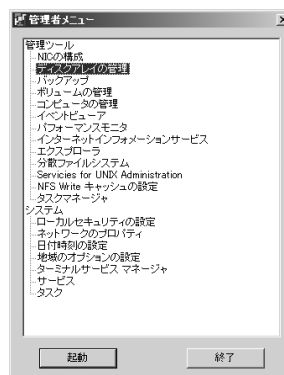 管理者メニュー
管理ツール
NICの構成
ディスクアレイの管理
バックアップ
ボリュームの管理
コンピュータの管理
イベントビューア
パフォーマンスモニタ
インターネットインフォメーションサービス
エクスプローラ
分散ファイルシステム
Servicies for UNIX Administration
NFS Write キャッシュの設定
タスクマネージャ
システム
ローカルセキュリティの設定
ネットワークのプロパティ
日付時刻の設定
地域のオプションの設定
ターミナルサービス マネージャ
サービス
タスク
起動
終了